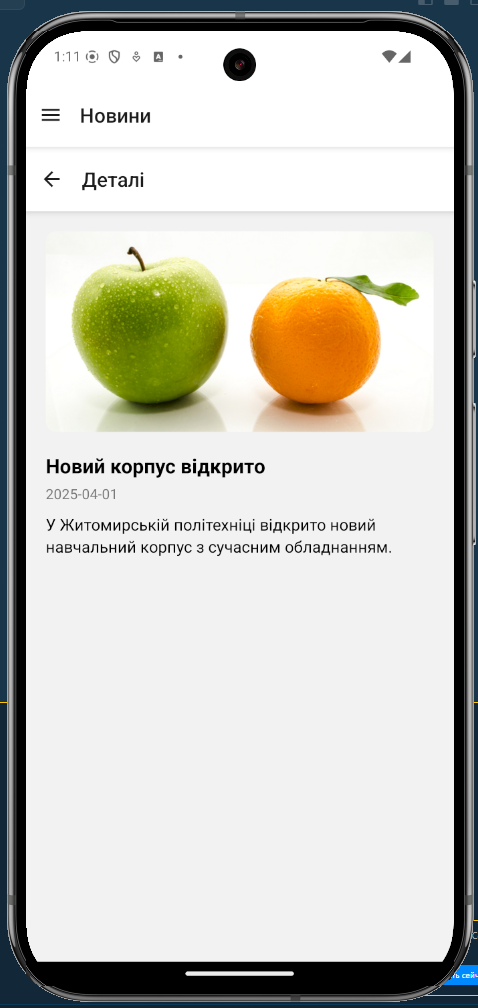 1:11
Новини
Деталі
Новий корпус відкрито
2025-04-01
У Житомирській політехніці відкрито новий
навчальний корпус з сучасним обладнанням.